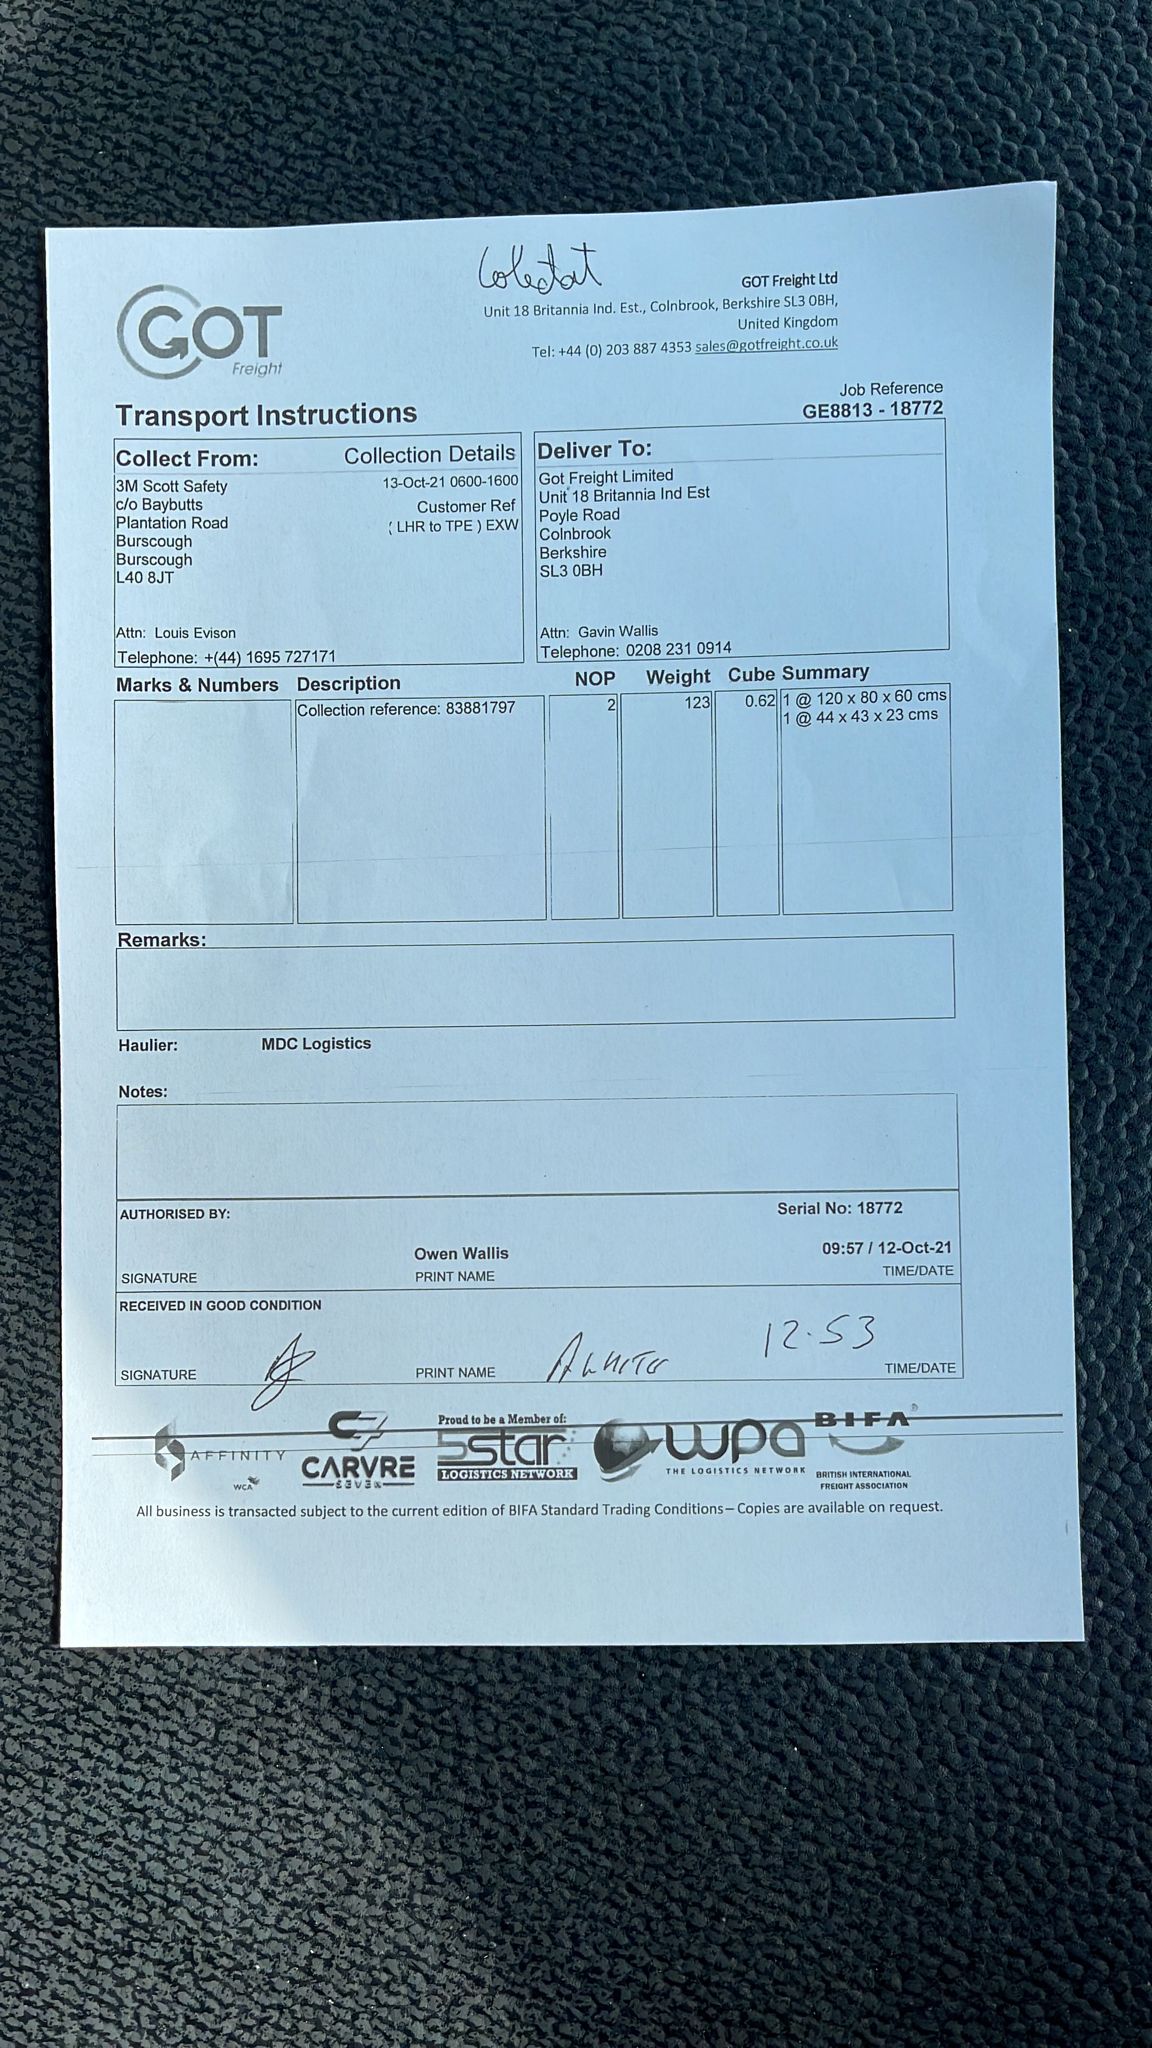 GOT
Freight
GOT Freight Ltd
Unit 18 Britannia Ind. Est., Colnbrook, Berkshire SL3 0BH,
United Kingdom
Tel: +44 (0) 203 887 4353 sales@gotfreight.co.uk
Job Reference
GE8813 - 18772
Transport Instructions
Collect From: Collection Details
3M Scott Safety 13-Oct-21 0600-1600
c/o Baybutts Customer Ref
Plantation Road ( LHR to TPE ) EXW
Burscough
Burscough
L40 8JT
Attn: Louis Evison
Telephone: +(44) 1695 727171
Deliver To:
Got Freight Limited
Unit 18 Britannia Ind Est
Poyle Road
Colnbrook
Berkshire
SL3 0BH
Attn: Gavin Wallis
Telephone: 0208 231 0914
Marks & Numbers Description NOP Weight Cube Summary
Collection reference: 83881797 2 123 0.62 1 @ 120 x 80 x 60 cms
1 @ 44 x 43 x 23 cms
Remarks:
Haulier: MDC Logistics
Notes:
AUTHORISED BY: Serial No: 18772
Owen Wallis 09:57 / 12-Oct-21
SIGNATURE PRINT NAME TIME/DATE
RECEIVED IN GOOD CONDITION
12.53
SIGNATURE PRINT NAME TIME/DATE
AFFINITY
WCA
CARVRE
SEVEN
Proud to be a Member of:
5star
LOGISTICS NETWORK
wpa
THE LOGISTICS NETWORK
BIFA
BRITISH INTERNATIONAL
FREIGHT ASSOCIATION
All business is transacted subject to the current edition of BIFA Standard Trading Conditions – Copies are available on request.